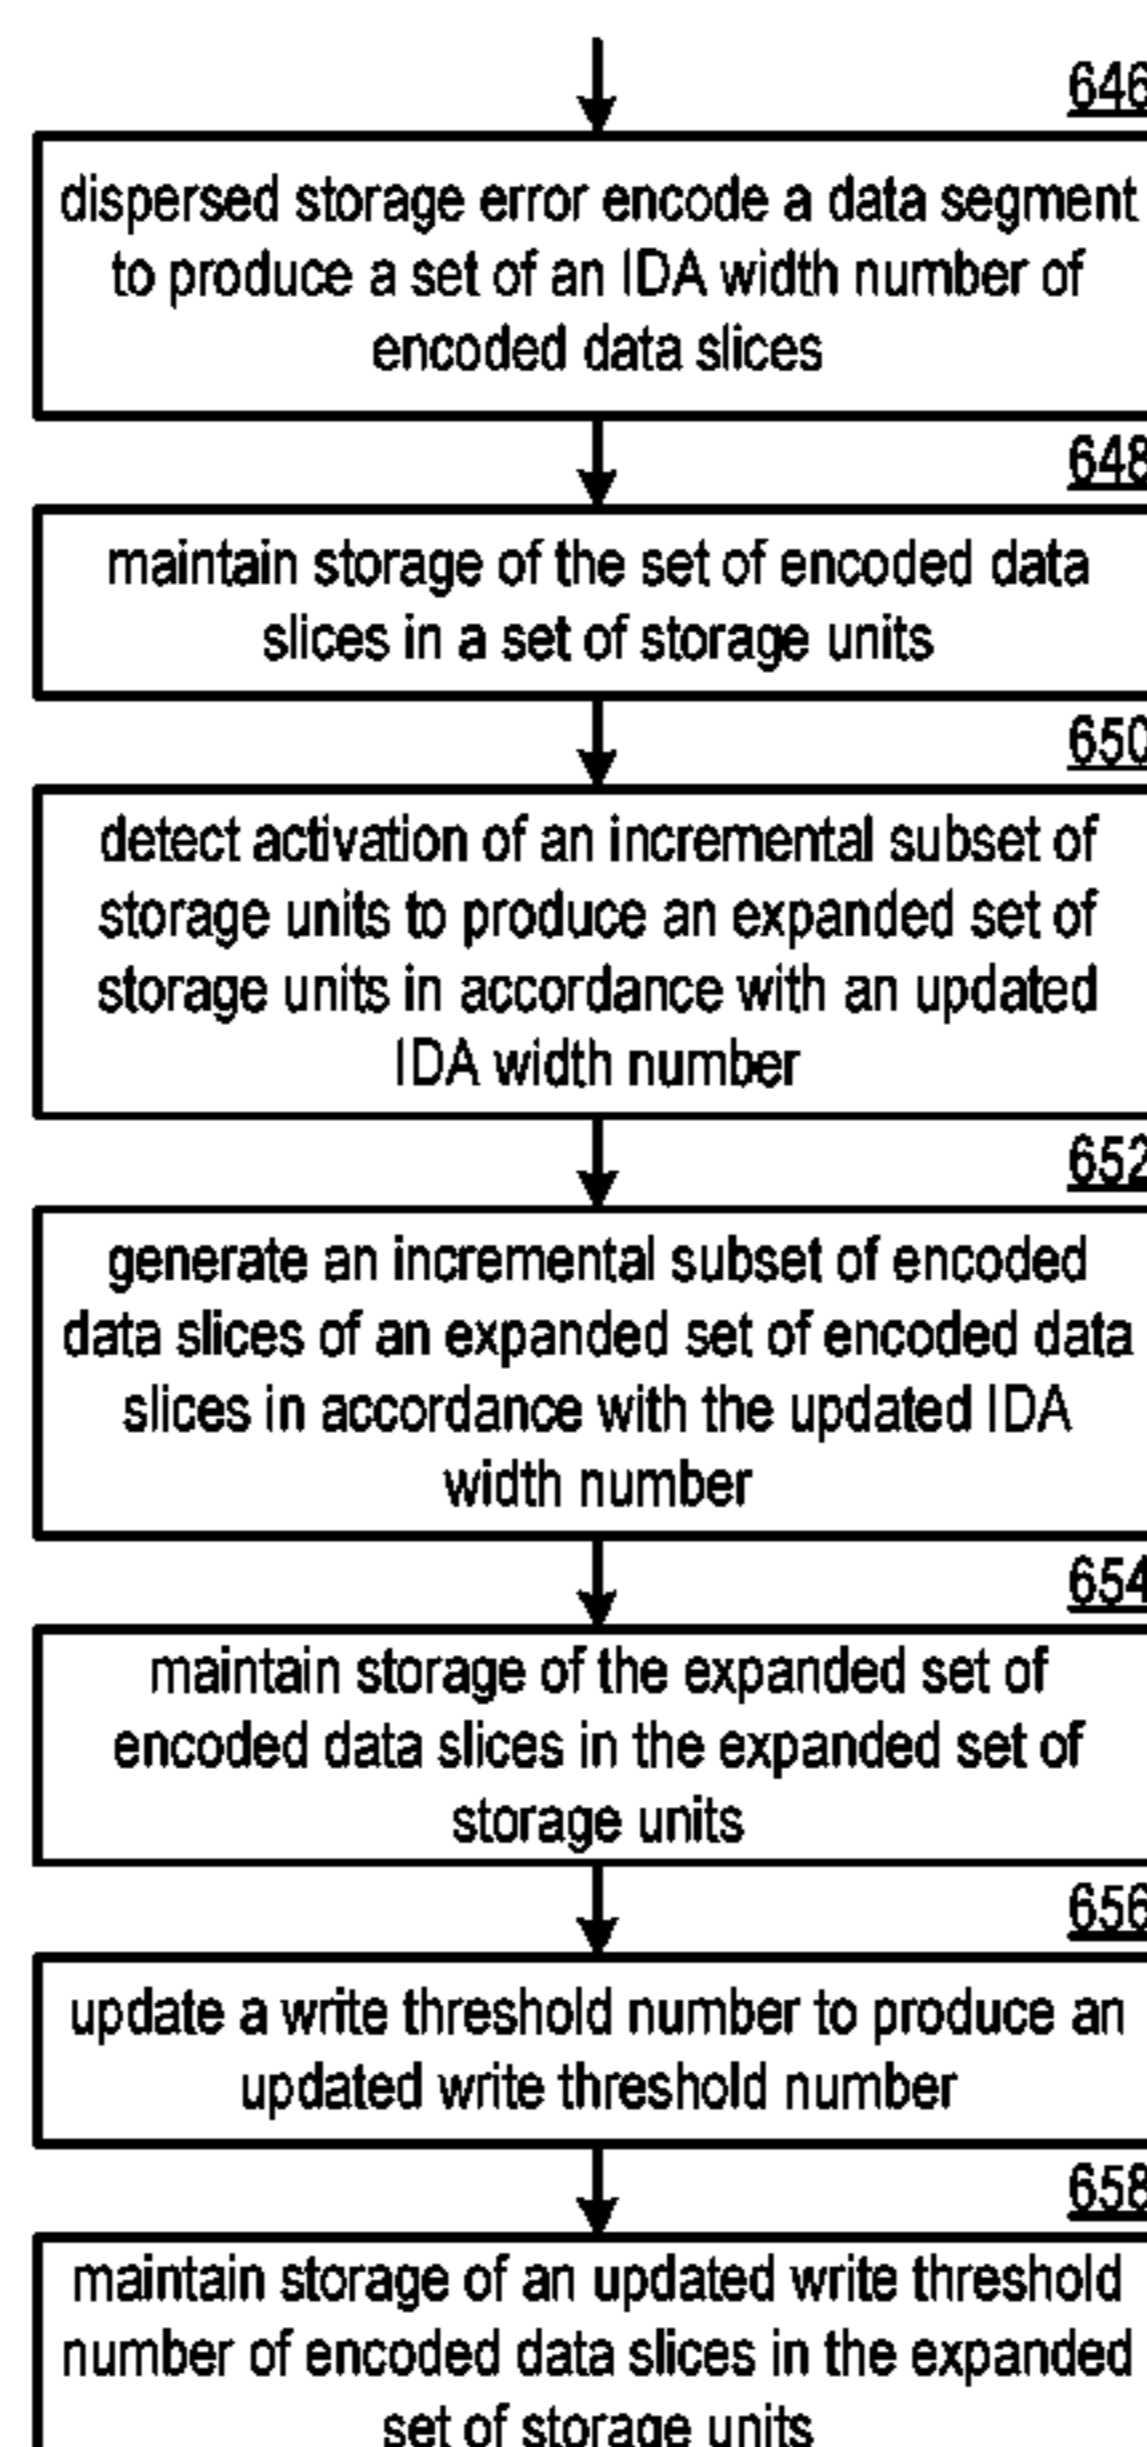 646
dispersed storage error encode a data segment
to produce a set of an IDA width number of
encoded data slices
648
maintain storage of the set of encoded data
slices in a set of storage units
650
detect activation of an incremental subset of
storage units to produce an expanded set of
storage units in accordance with an updated
IDA width number
652
generate an incremental subset of encoded
data slices of an expanded set of encoded data
slices in accordance with the updated IDA
width number
654
maintain storage of the expanded set of
encoded data slices in the expanded set of
storage units
656
update a write threshold number to produce an
updated write threshold number
658
maintain storage of an updated write threshold
number of encoded data slices in the expanded
set of storage units